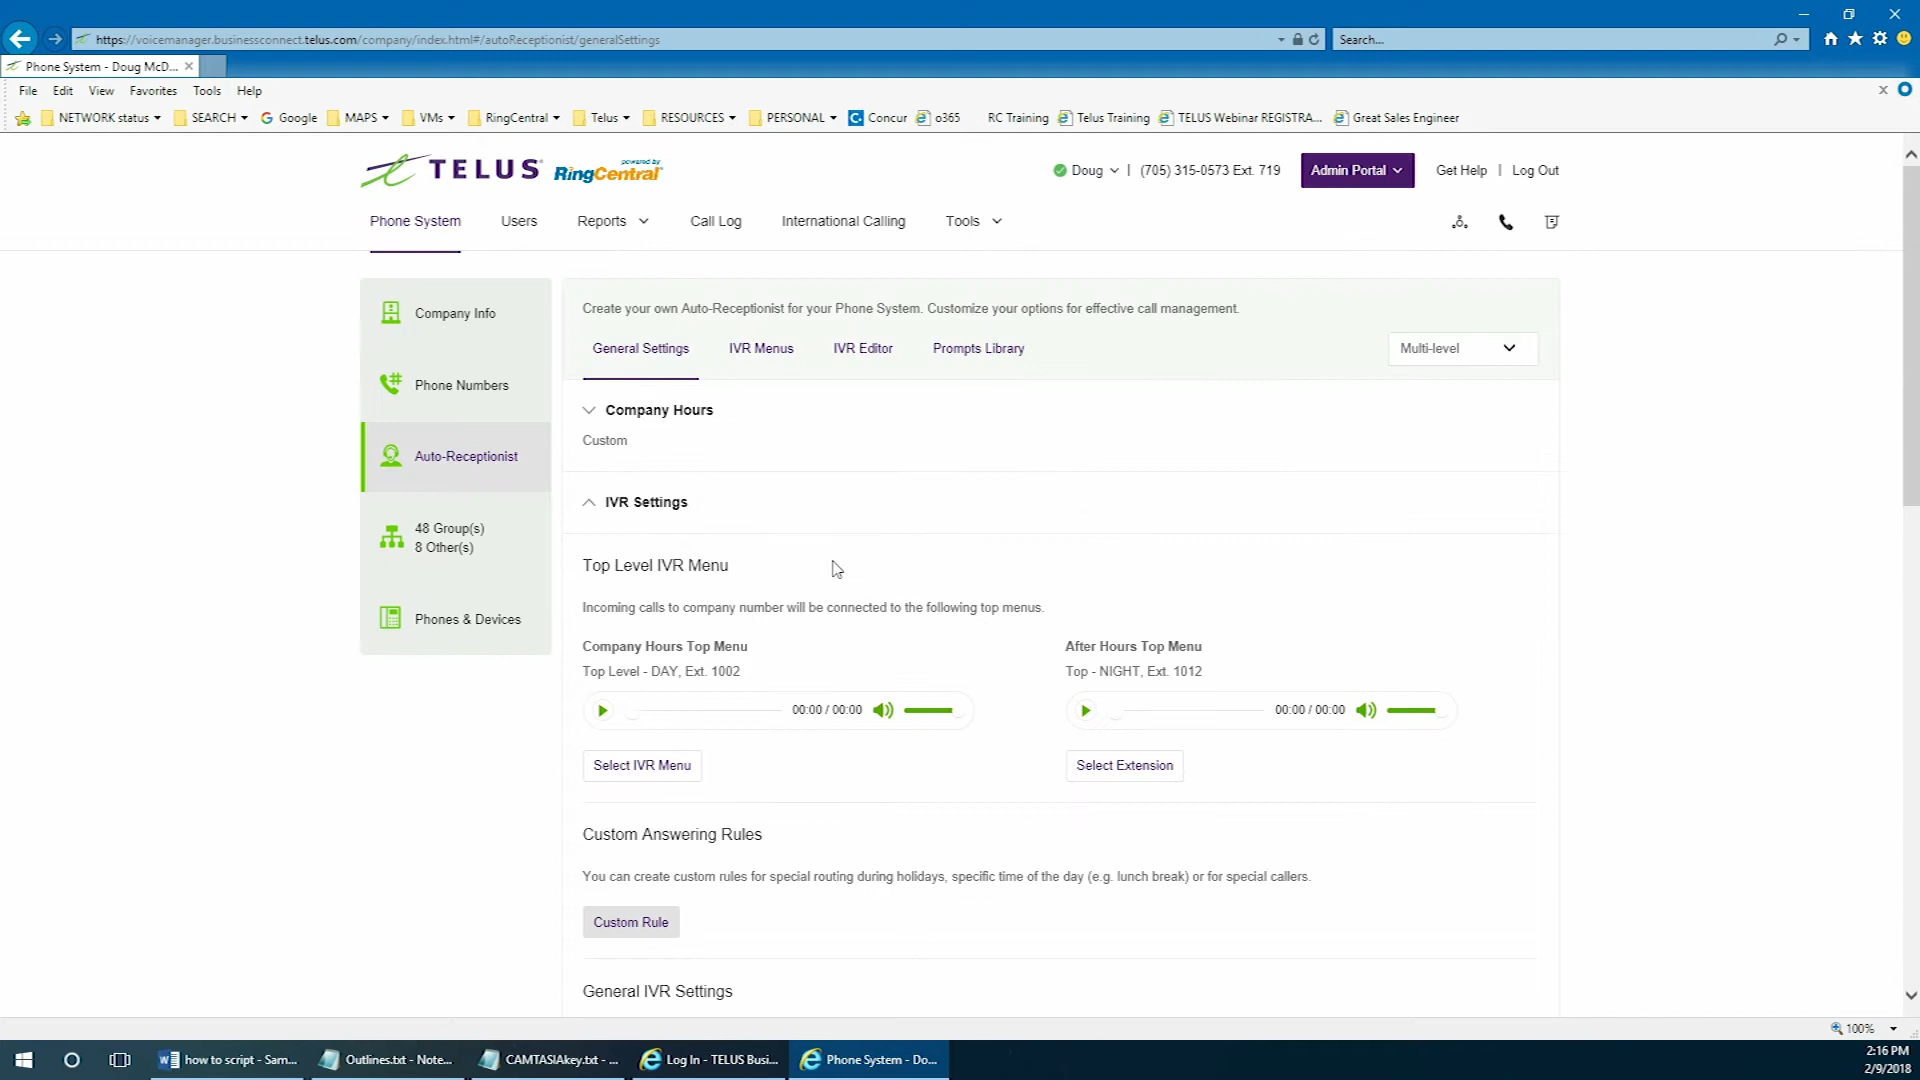 https://voicemanager.businessconnect.telus.com/company/index.html#/autoReceptionist/generalSettings
Search...
Phone System - Doug McD...
File Edit View Favorites Tools Help
NETWORK status SEARCH Google MAPS VMs RingCentral Telus RESOURCES PERSONAL Concur o365 RC Training Telus Training TELUS Webinar REGISTRA... Great Sales Engineer
TELUS powered by RingCentral
Doug | (705) 315-0573 Ext. 719 Admin Portal Get Help | Log Out
Phone System Users Reports Call Log International Calling Tools
Company Info
Phone Numbers
Auto-Receptionist
48 Group(s)
8 Other(s)
Phones & Devices
Create your own Auto-Receptionist for your Phone System. Customize your options for effective call management.
General Settings IVR Menus IVR Editor Prompts Library Multi-level
Company Hours
Custom
IVR Settings
Top Level IVR Menu
Incoming calls to company number will be connected to the following top menus.
Company Hours Top Menu After Hours Top Menu
Top Level - DAY, Ext. 1002 Top - NIGHT, Ext. 1012
00:00 / 00:00 00:00 / 00:00
Select IVR Menu Select Extension
Custom Answering Rules
You can create custom rules for special routing during holidays, specific time of the day (e.g. lunch break) or for special callers.
Custom Rule
General IVR Settings
100%
how to script - Sam... Outlines.txt - Note... CAMTASIAkey.txt - ... Log In - TELUS Busi... Phone System - Do...
2:16 PM
2/9/2018